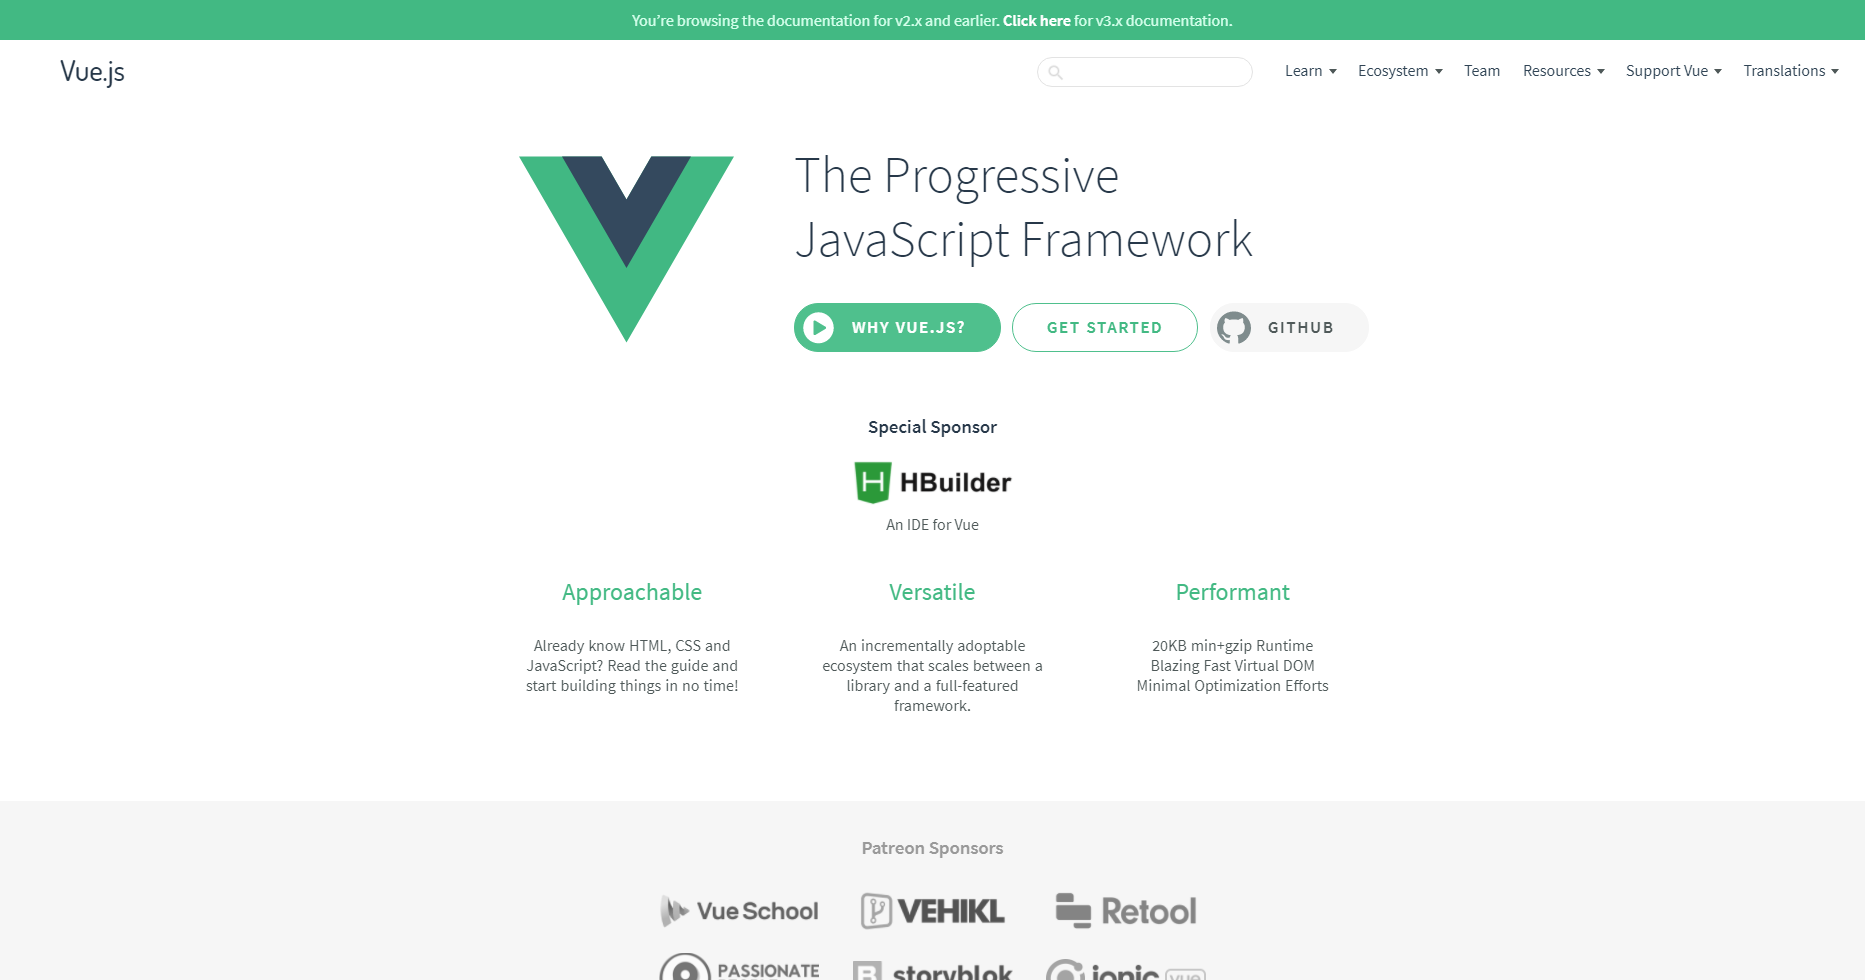 You're browsing the documentation for v2.x and earlier. Click here for v3.x documentation.
Vue.js
Learn
Ecosystem
Team
Resources
Support Vue
Translations
The Progressive
JavaScript Framework
WHY VUE.JS?
GET STARTED
GITHUB
Special Sponsor
H HBuilder
An IDE for Vue
Approachable
Already know HTML, CSS and
JavaScript? Read the guide and
start building things in no time!
Versatile
An incrementally adoptable
ecosystem that scales between a
library and a full-featured
framework.
Performant
20KB min+gzip Runtime
Blazing Fast Virtual DOM
Minimal Optimization Efforts
Patreon Sponsors
Vue School
VEHIKL
Retool
PASSIONATE
B storyblok
ionic vue